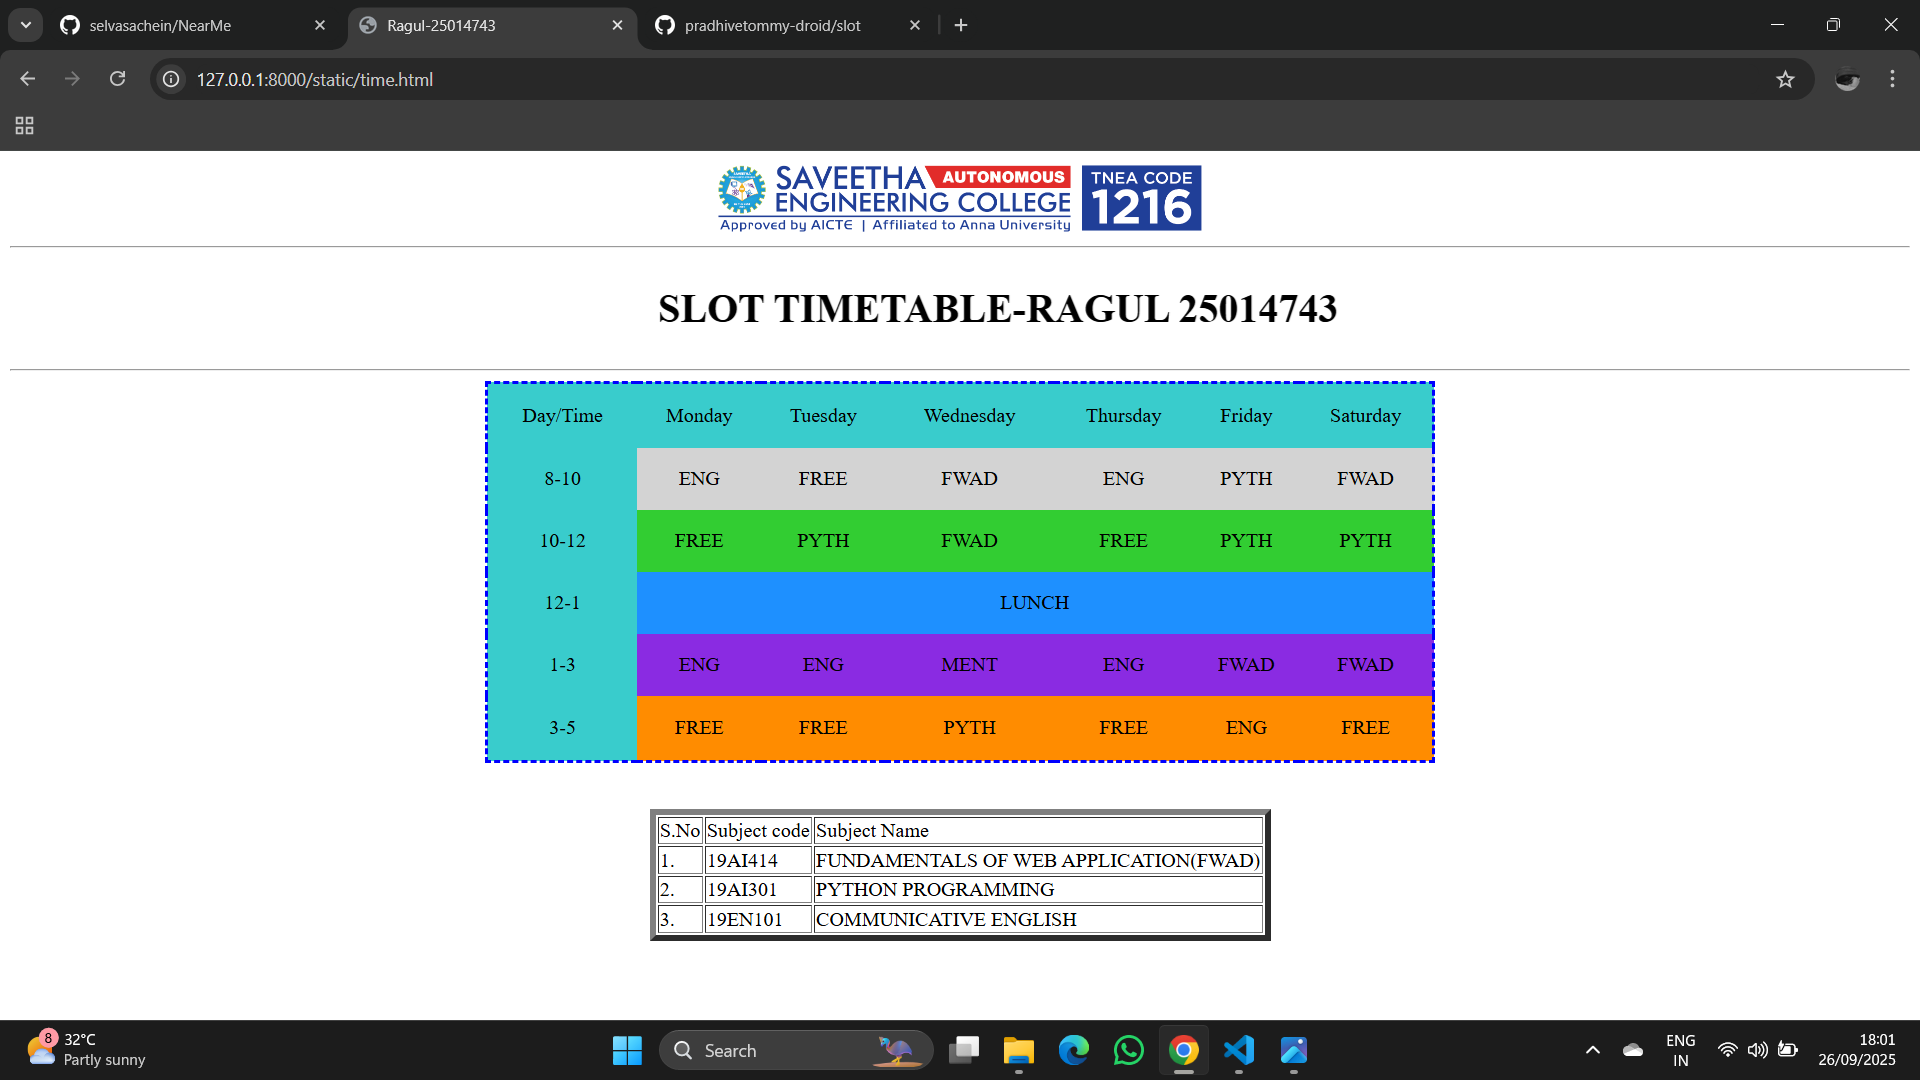 selvasachein/NearMe
Ragul-25014743
pradhivetommy-droid/slot
127.0.0.1:8000/static/time.html
SAVEETHA AUTONOMOUS
ENGINEERING COLLEGE
Approved by AICTE | Affiliated to Anna University
TNEA CODE
1216
SLOT TIMETABLE-RAGUL 25014743
Day/Time Monday Tuesday Wednesday Thursday Friday Saturday
8-10 ENG FREE FWAD ENG PYTH FWAD
10-12 FREE PYTH FWAD FREE PYTH PYTH
12-1 LUNCH
1-3 ENG ENG MENT ENG FWAD FWAD
3-5 FREE FREE PYTH FREE ENG FREE
S.No Subject code Subject Name
1. 19AI414 FUNDAMENTALS OF WEB APPLICATION(FWAD)
2. 19AI301 PYTHON PROGRAMMING
3. 19EN101 COMMUNICATIVE ENGLISH
8
32°C
Partly sunny
Search
ENG
IN
18:01
26/09/2025